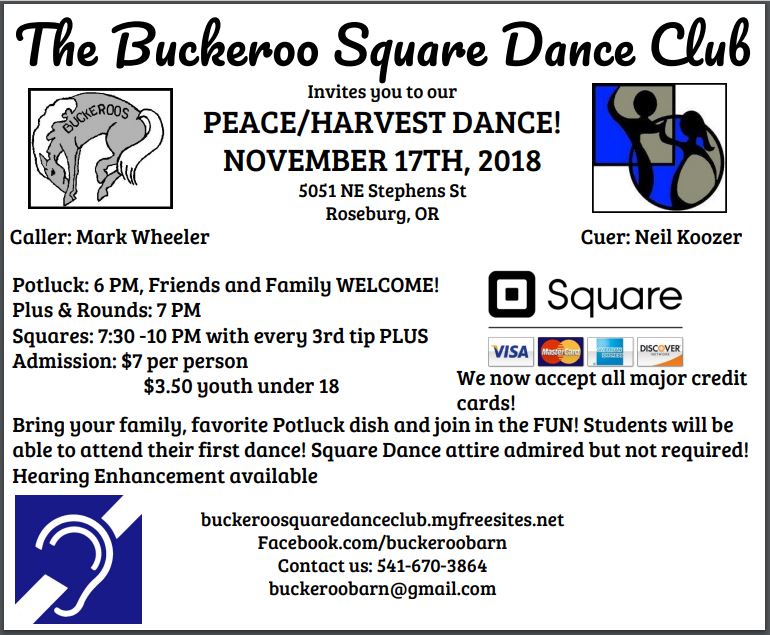 The Buckeroo Square Dance Club
Invites you to our
PEACE/HARVEST DANCE!
NOVEMBER 17TH, 2018
5051 NE Stephens St
Roseburg, OR
BUCKEROOS
Caller: Mark Wheeler
Cuer: Neil Koozer
Potluck: 6 PM, Friends and Family WELCOME!
Plus & Rounds: 7 PM
Squares: 7:30 -10 PM with every 3rd tip PLUS
Admission: $7 per person
$3.50 youth under 18
Square
VISA
MasterCard
AMERICAN EXPRESS
DISCOVER
NETWORK
We now accept all major credit
cards!
Bring your family, favorite Potluck dish and join in the FUN! Students will be
able to attend their first dance! Square Dance attire admired but not required!
Hearing Enhancement available
buckeroosquaredanceclub.myfreesites.net
Facebook.com/buckeroobarn
Contact us: 541-670-3864
buckeroobarn@gmail.com